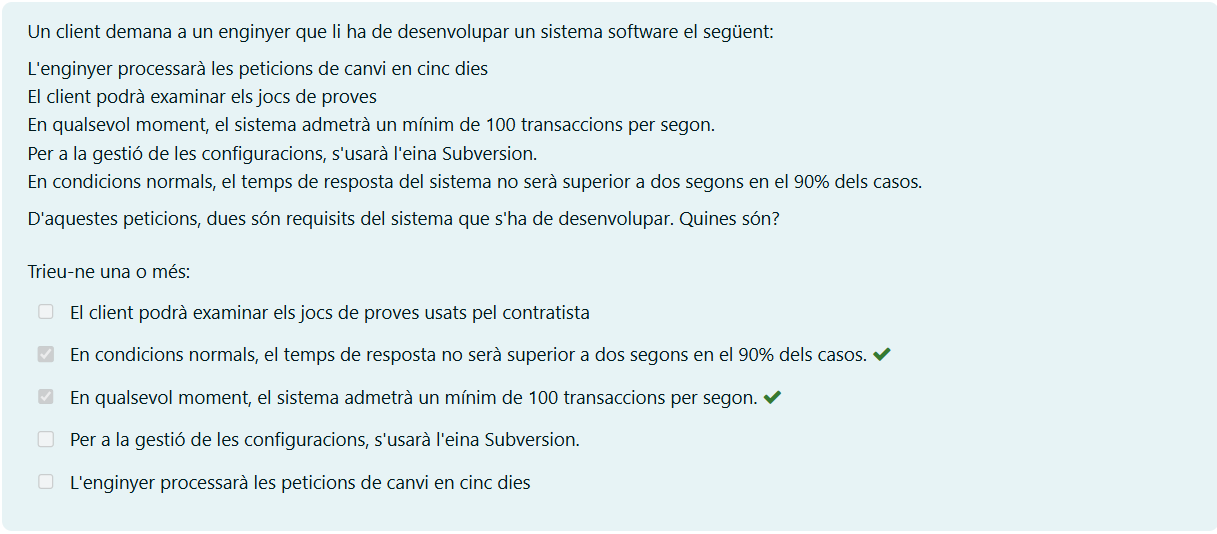 Un client demana a un enginyer que li ha de desenvolupar un sistema software el següent:
L'enginyer processarà les peticions de canvi en cinc dies
El client podrà examinar els jocs de proves
En qualsevol moment, el sistema admetrà un mínim de 100 transaccions per segon.
Per a la gestió de les configuracions, s'usarà l'eina Subversion.
En condicions normals, el temps de resposta del sistema no serà superior a dos segons en el 90% dels casos.
D'aquestes peticions, dues són requisits del sistema que s'ha de desenvolupar. Quines són?
Trieu-ne una o més:
El client podrà examinar els jocs de proves usats pel contratista
En condicions normals, el temps de resposta no serà superior a dos segons en el 90% dels casos.
En qualsevol moment, el sistema admetrà un mínim de 100 transaccions per segon.
Per a la gestió de les configuracions, s'usarà l'eina Subversion.
L'enginyer processarà les peticions de canvi en cinc dies